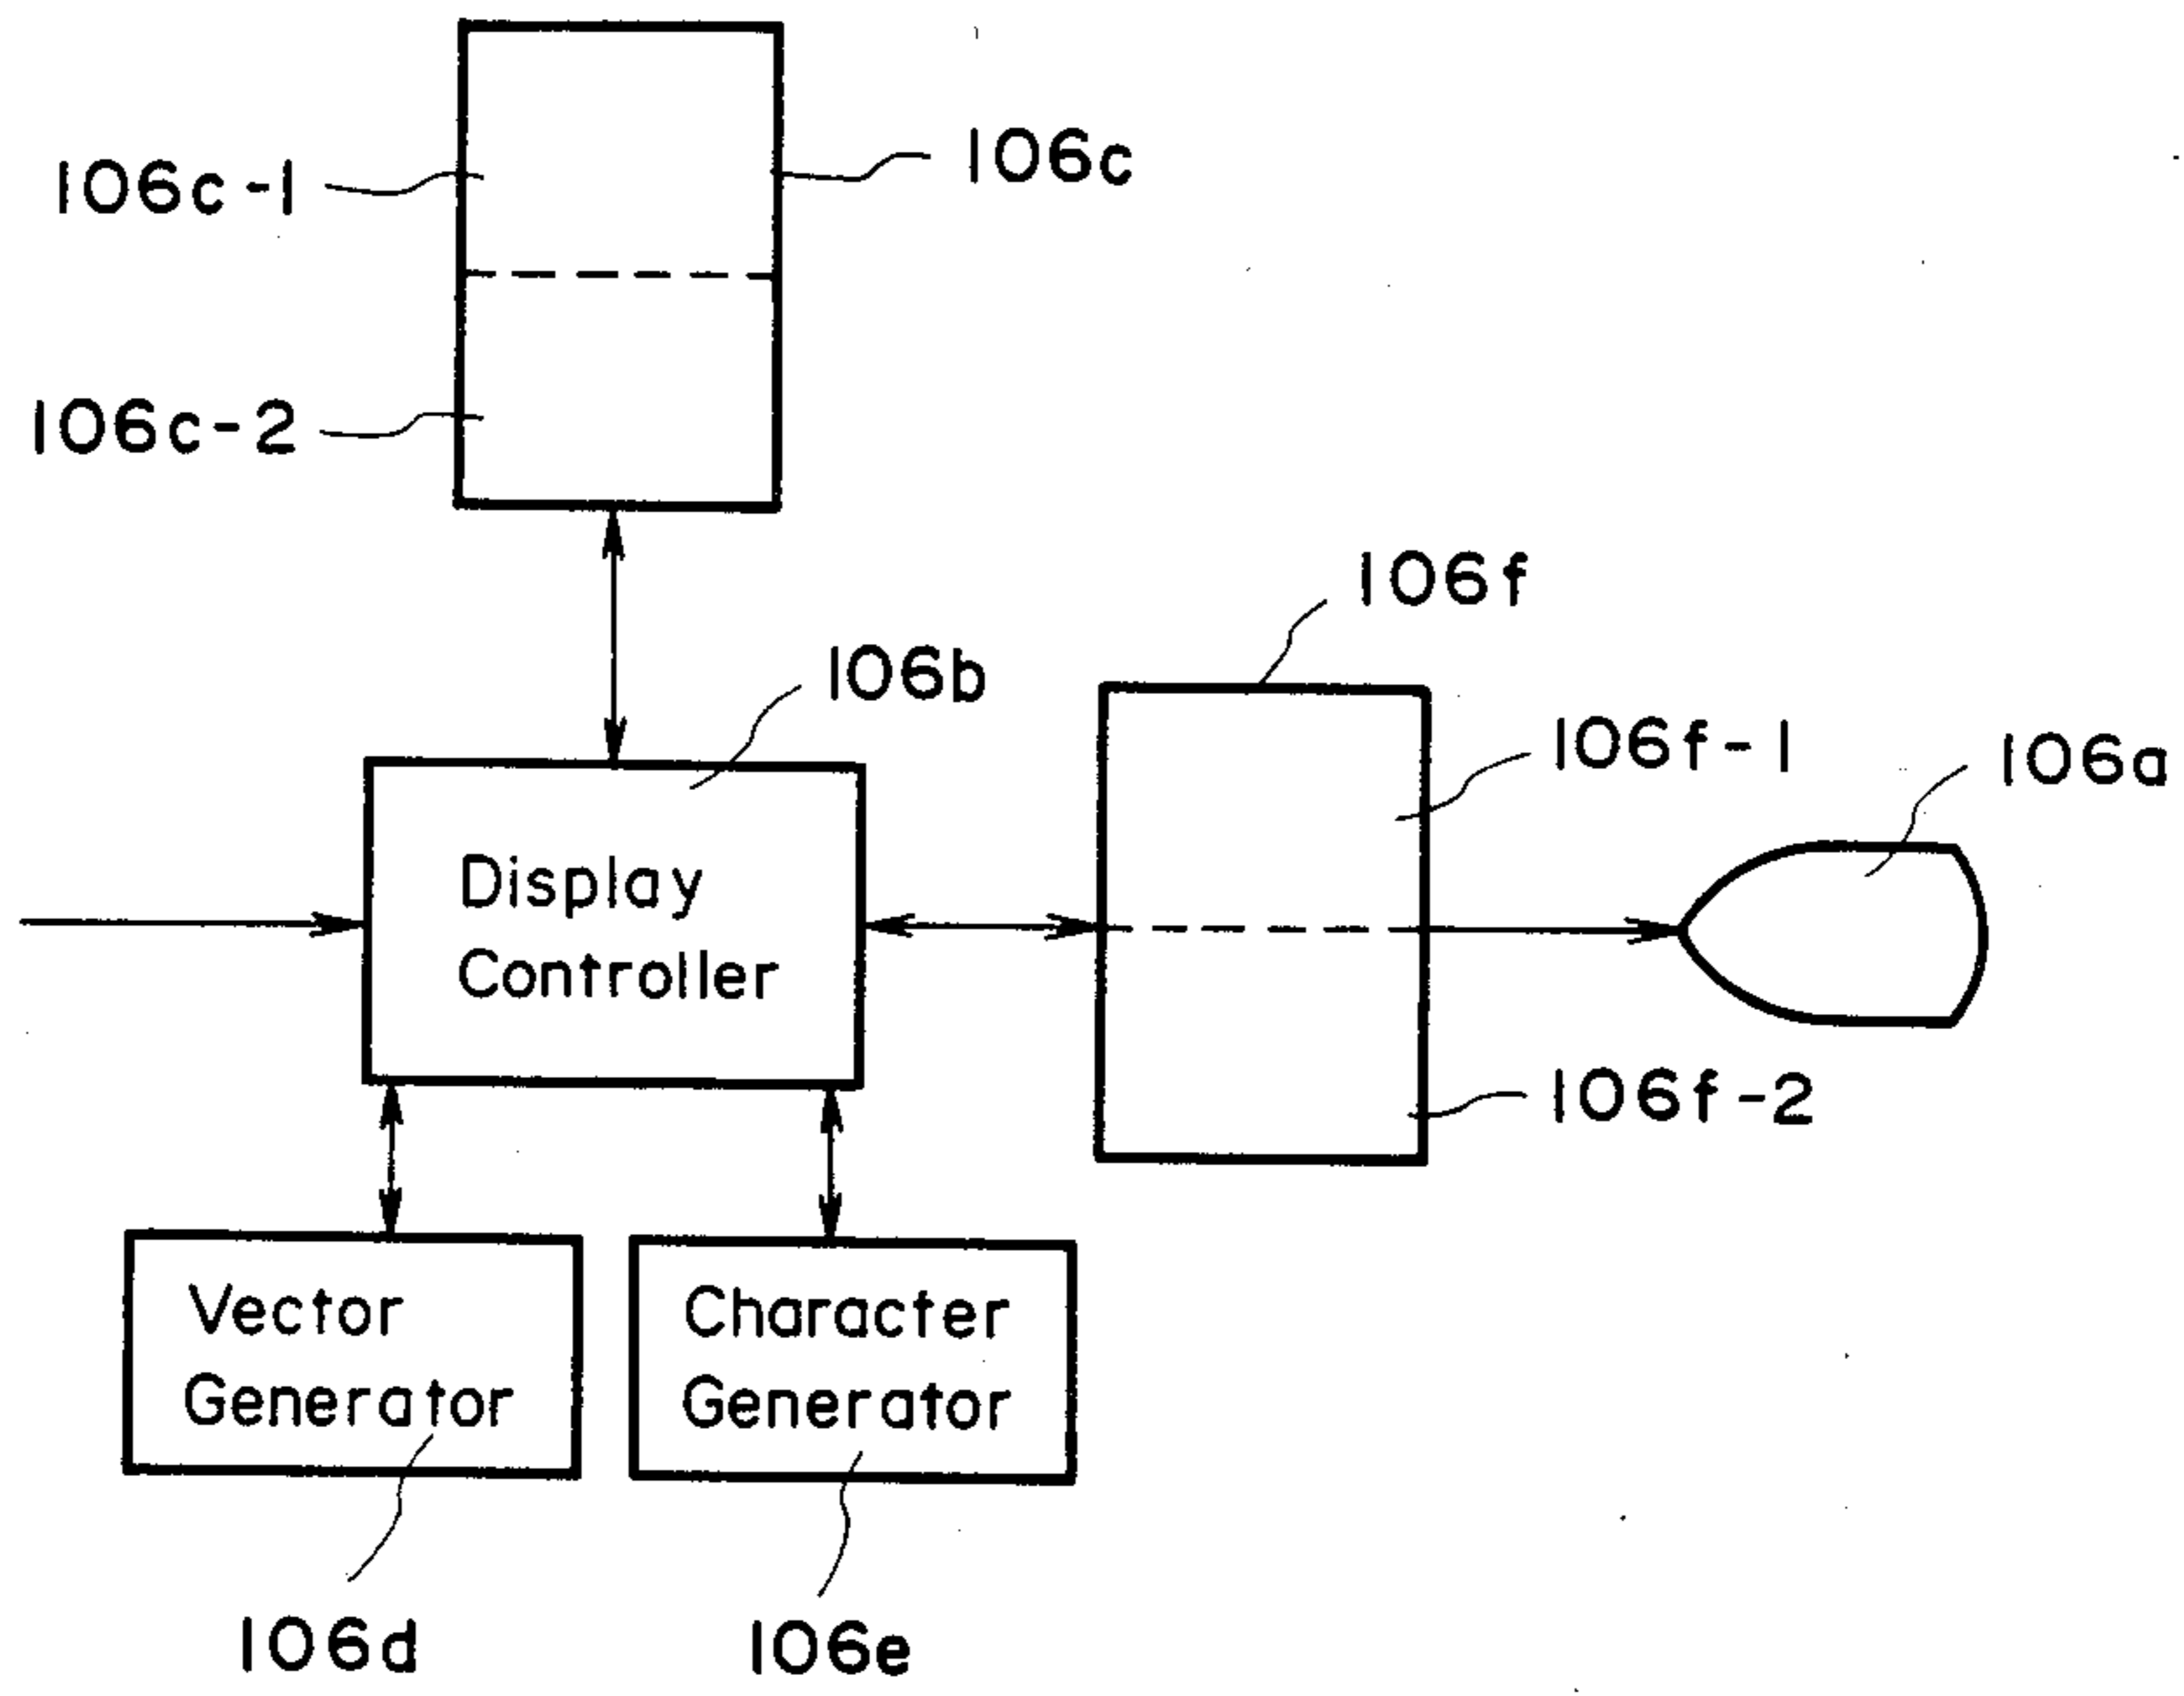 106c-1
106c
106c-2
106f
106b
106f-1
106a
Display
Controller
106f-2
Vector
Generator
Character
Generator
106d
106e